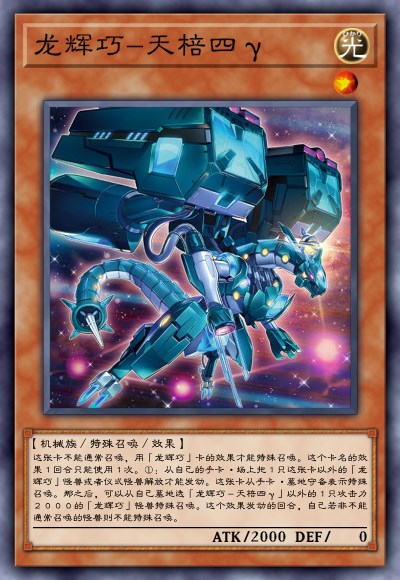 龙辉巧-天棓四γ
ひかり
光
【机械族/特殊召唤/效果】
这张卡不能通常召唤,用「龙辉巧」卡的效果才能特殊召唤。这个卡名的效
果1回合只能使用1次。①:从自己的手卡·场上把1只这张卡以外的「龙
辉巧」怪兽或者仪式怪兽解放才能发动。这张卡从手卡·墓地守备表示特殊
召唤。那之后,可以从自己墓地选「龙辉巧-天棓四γ」以外的1只攻击力
2000的「龙辉巧」怪兽特殊召唤。这个效果发动的回合,自己若非不能
通常召唤的怪兽则不能特殊召唤。
ATK/2000 DEF/ 0